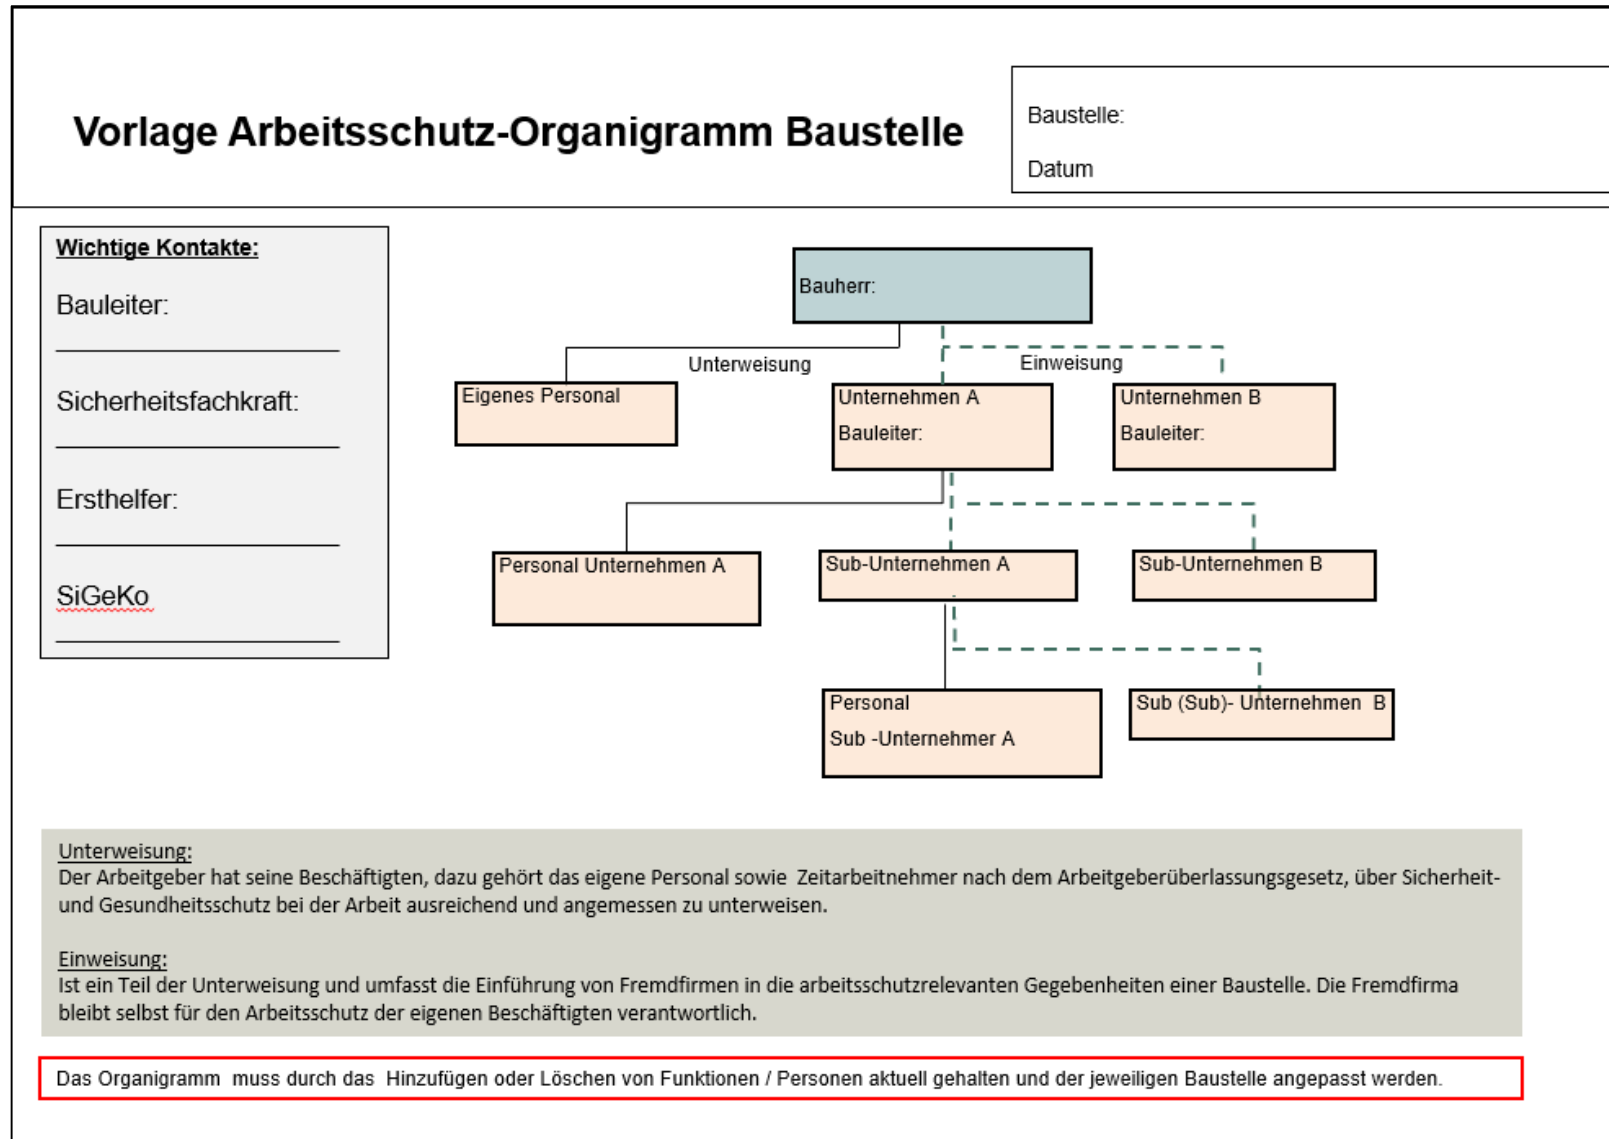 Vorlage Arbeitsschutz-Organigramm Baustelle
Baustelle:
Datum
Wichtige Kontakte:
Bauleiter:
Sicherheitsfachkraft:
Ersthelfer:
SiGeKo
Bauherr:
Unterweisung
Einweisung
Eigenes Personal
Unternehmen A
Bauleiter:
Unternehmen B
Bauleiter:
Personal Unternehmen A
Sub-Unternehmen A
Sub-Unternehmen B
Personal
Sub -Unternehmer A
Sub (Sub)- Unternehmen B
Unterweisung:
Der Arbeitgeber hat seine Beschäftigten, dazu gehört das eigene Personal sowie Zeitarbeitnehmer nach dem Arbeitgeberüberlassungsgesetz, über Sicherheit-
und Gesundheitsschutz bei der Arbeit ausreichend und angemessen zu unterweisen.
Einweisung:
Ist ein Teil der Unterweisung und umfasst die Einführung von Fremdfirmen in die arbeitsschutzrelevanten Gegebenheiten einer Baustelle. Die Fremdfirma
bleibt selbst für den Arbeitsschutz der eigenen Beschäftigten verantwortlich.
Das Organigramm muss durch das Hinzufügen oder Löschen von Funktionen / Personen aktuell gehalten und der jeweiligen Baustelle angepasst werden.